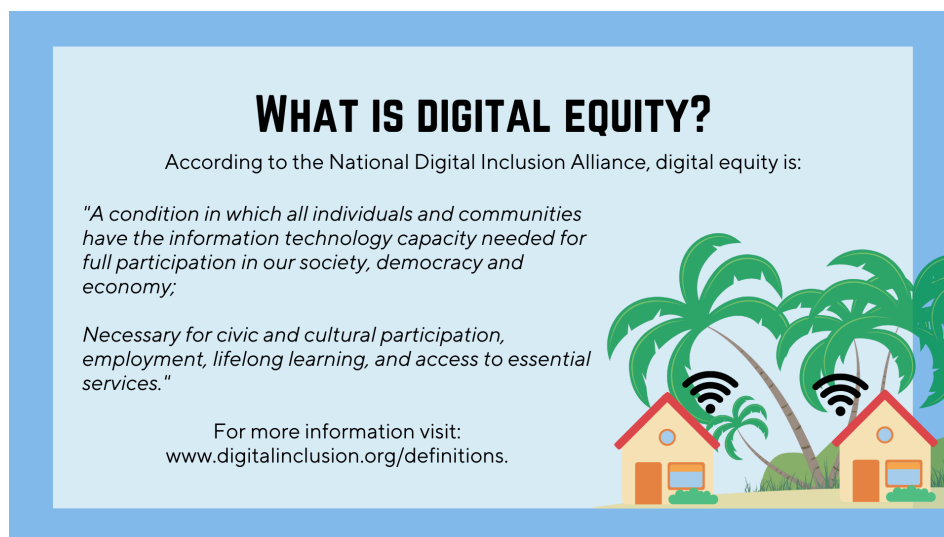 WHAT IS DIGITAL EQUITY?
According to the National Digital Inclusion Alliance, digital equity is:
"A condition in which all individuals and communities
have the information technology capacity needed for
full participation in our society, democracy and
economy;
Necessary for civic and cultural participation,
employment, lifelong learning, and access to essential
services."
For more information visit:
www.digitalinclusion.org/definitions.